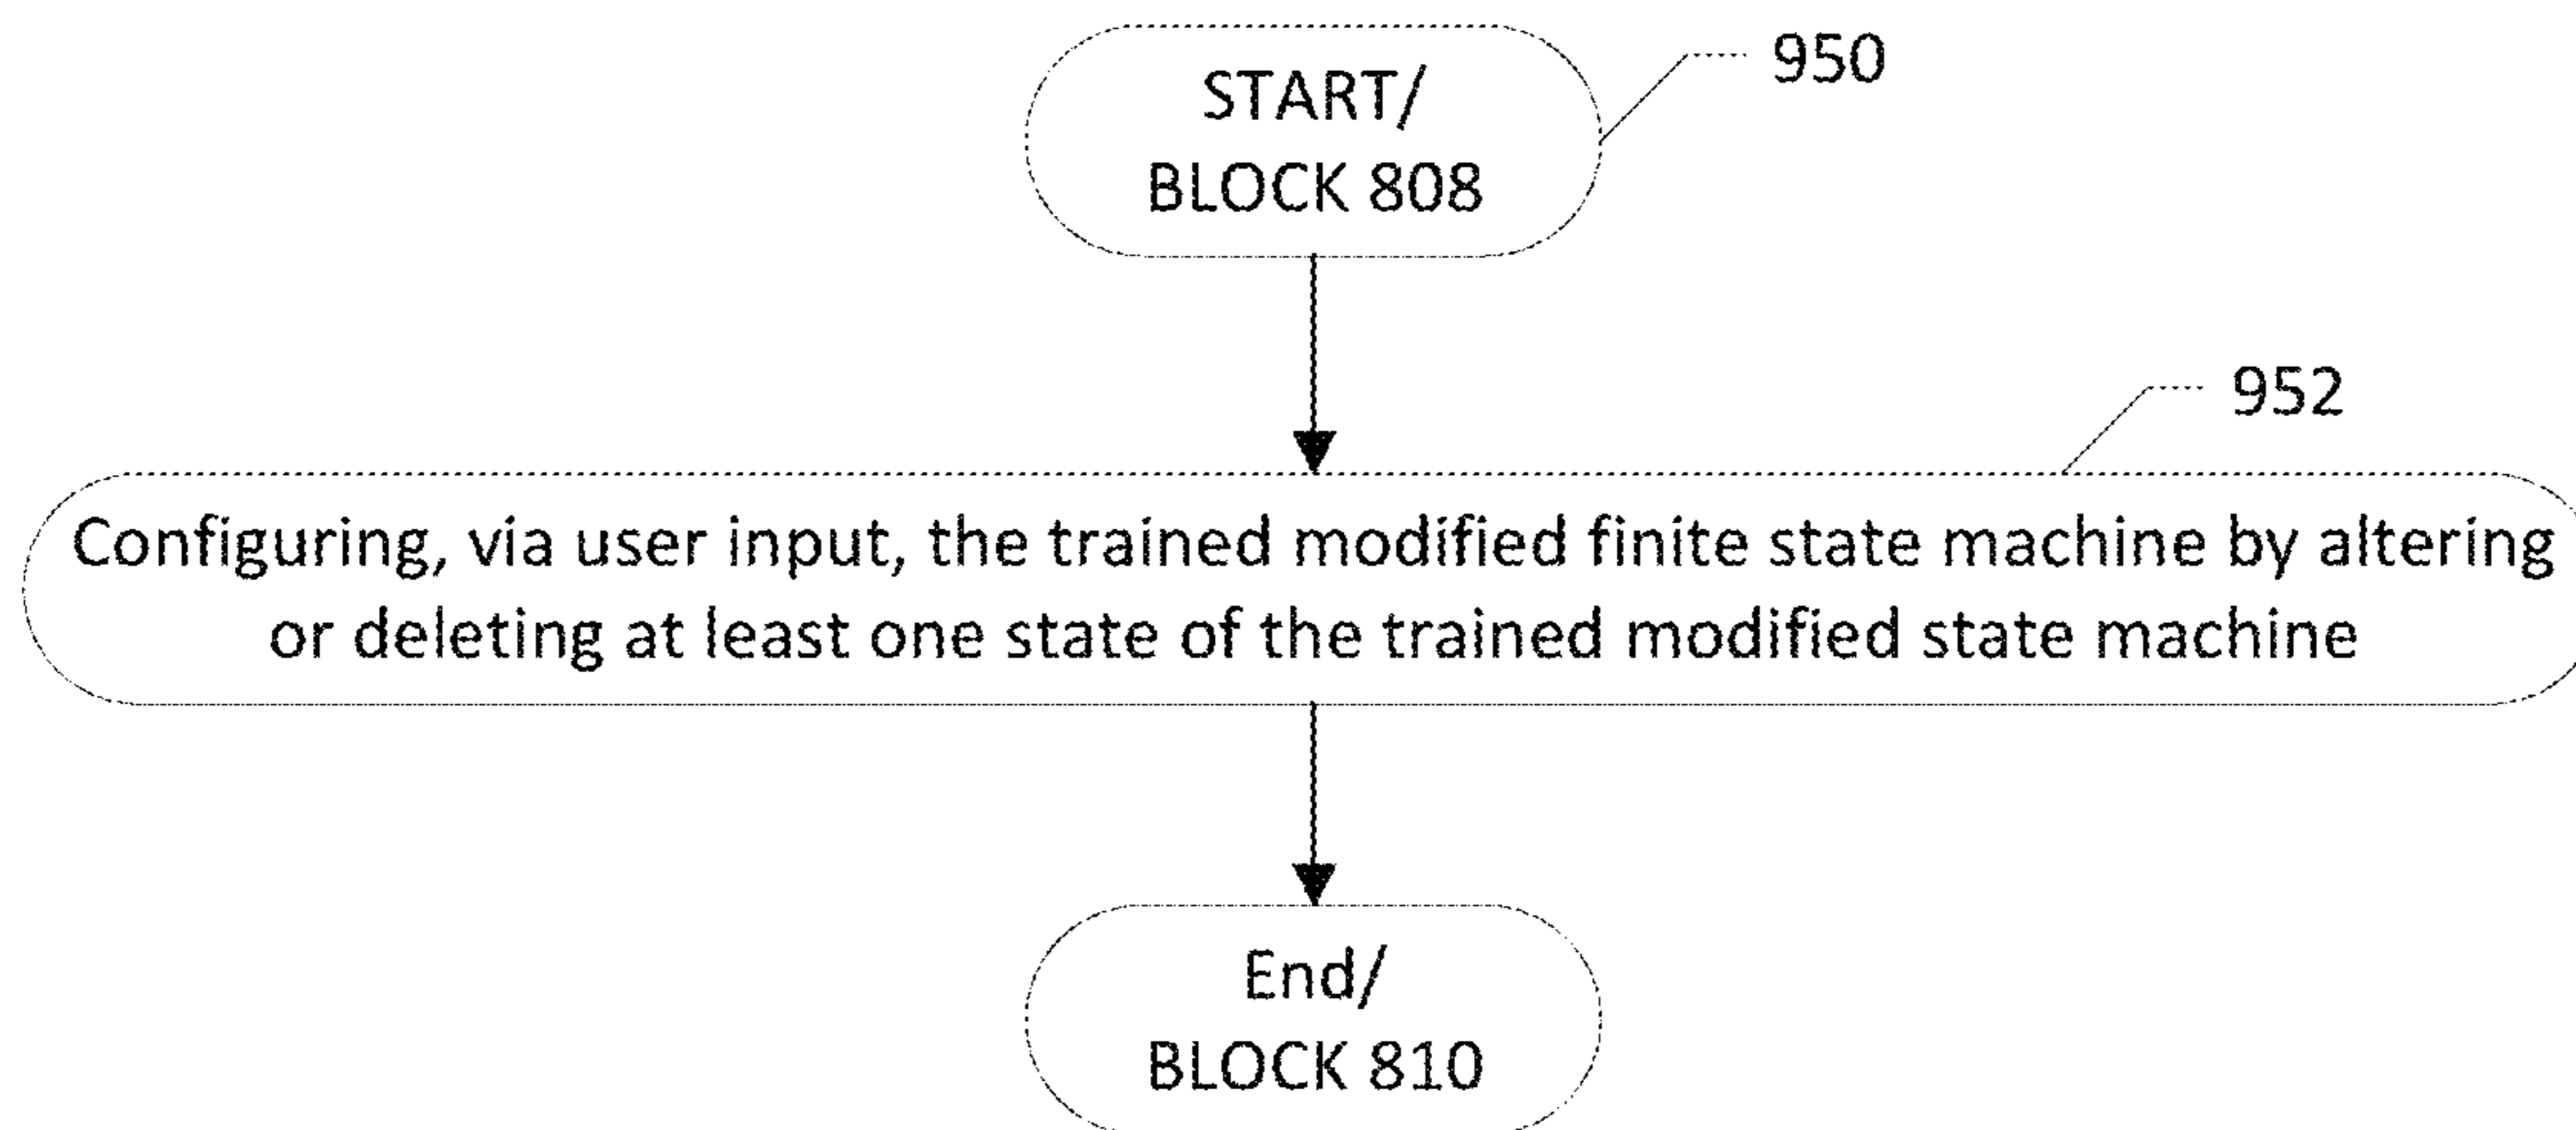 START/
BLOCK 808
950
952
Configuring, via user input, the trained modified finite state machine by altering
or deleting at least one state of the trained modified state machine
End/
BLOCK 810